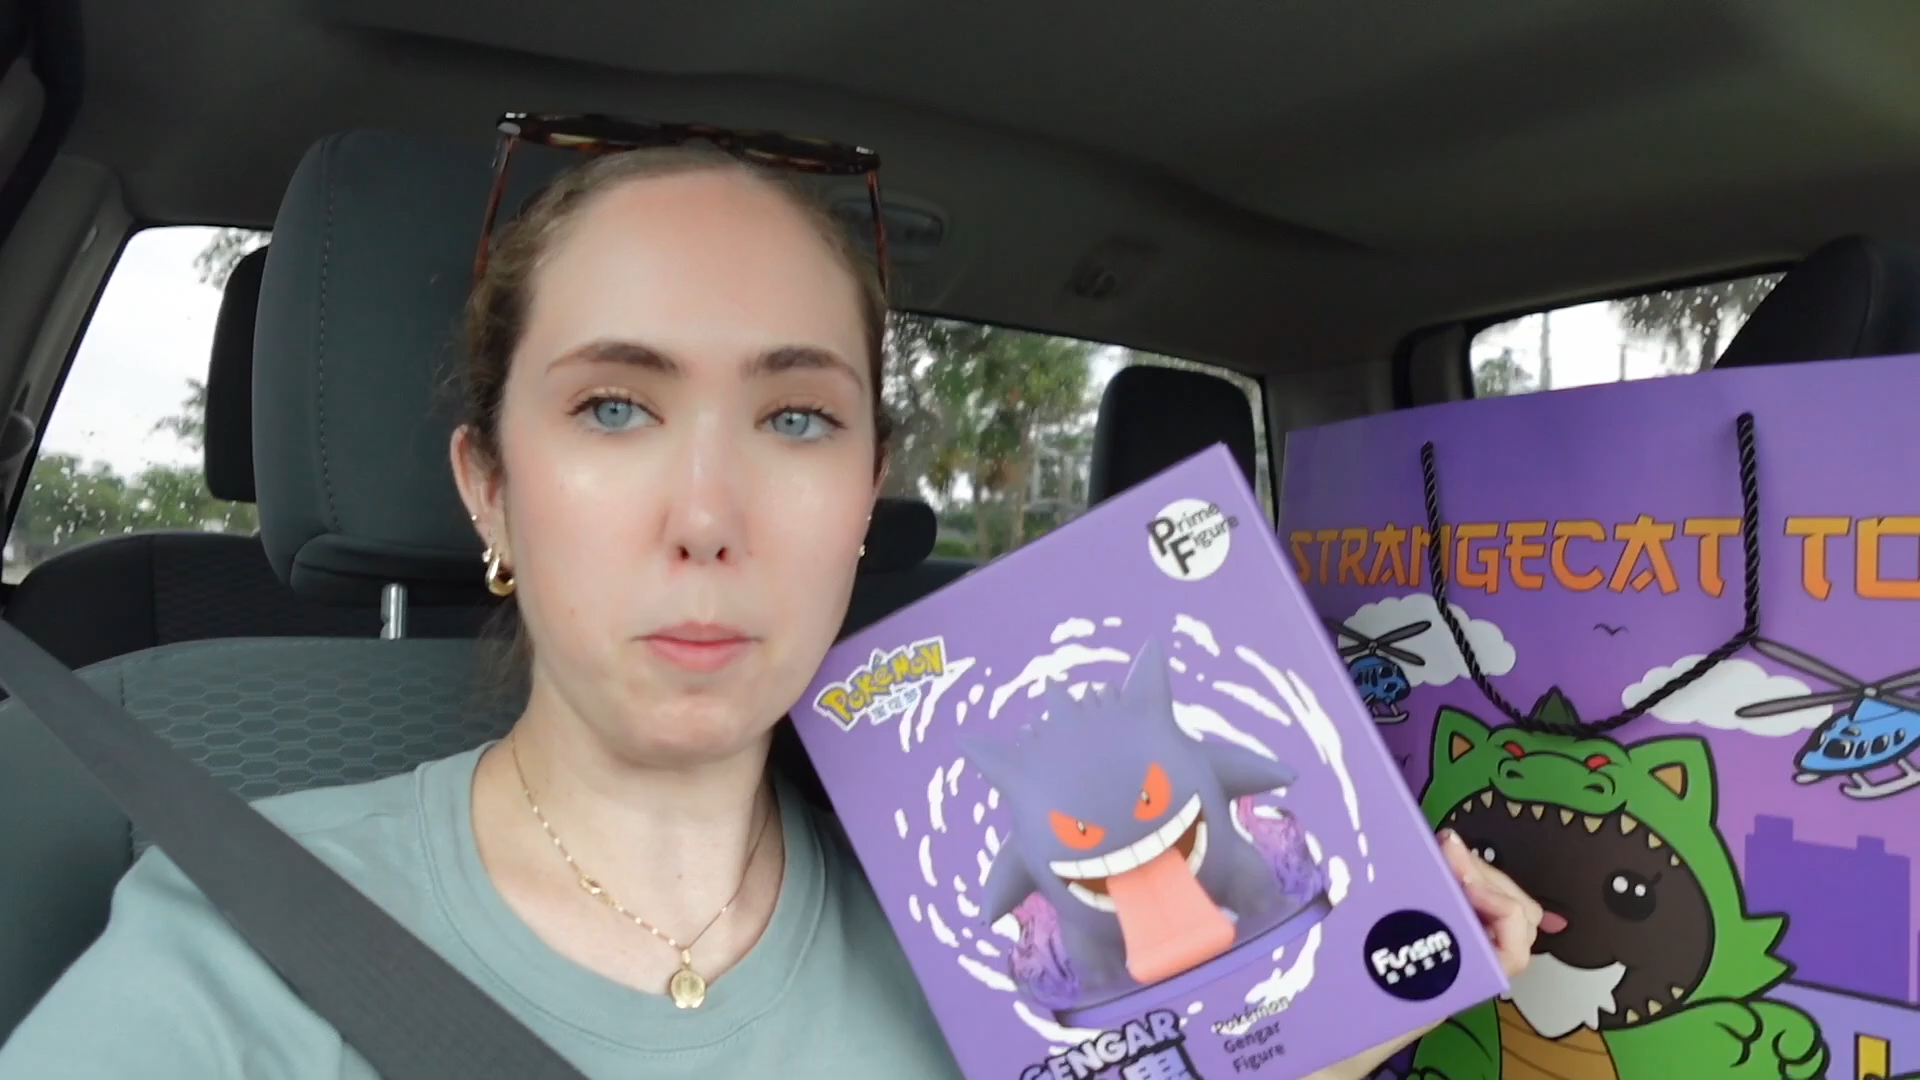 Prime
Figure
STRANGECAT TO
POKéMON
Funism
GENGAR
Pokémon
Gengar
Figure